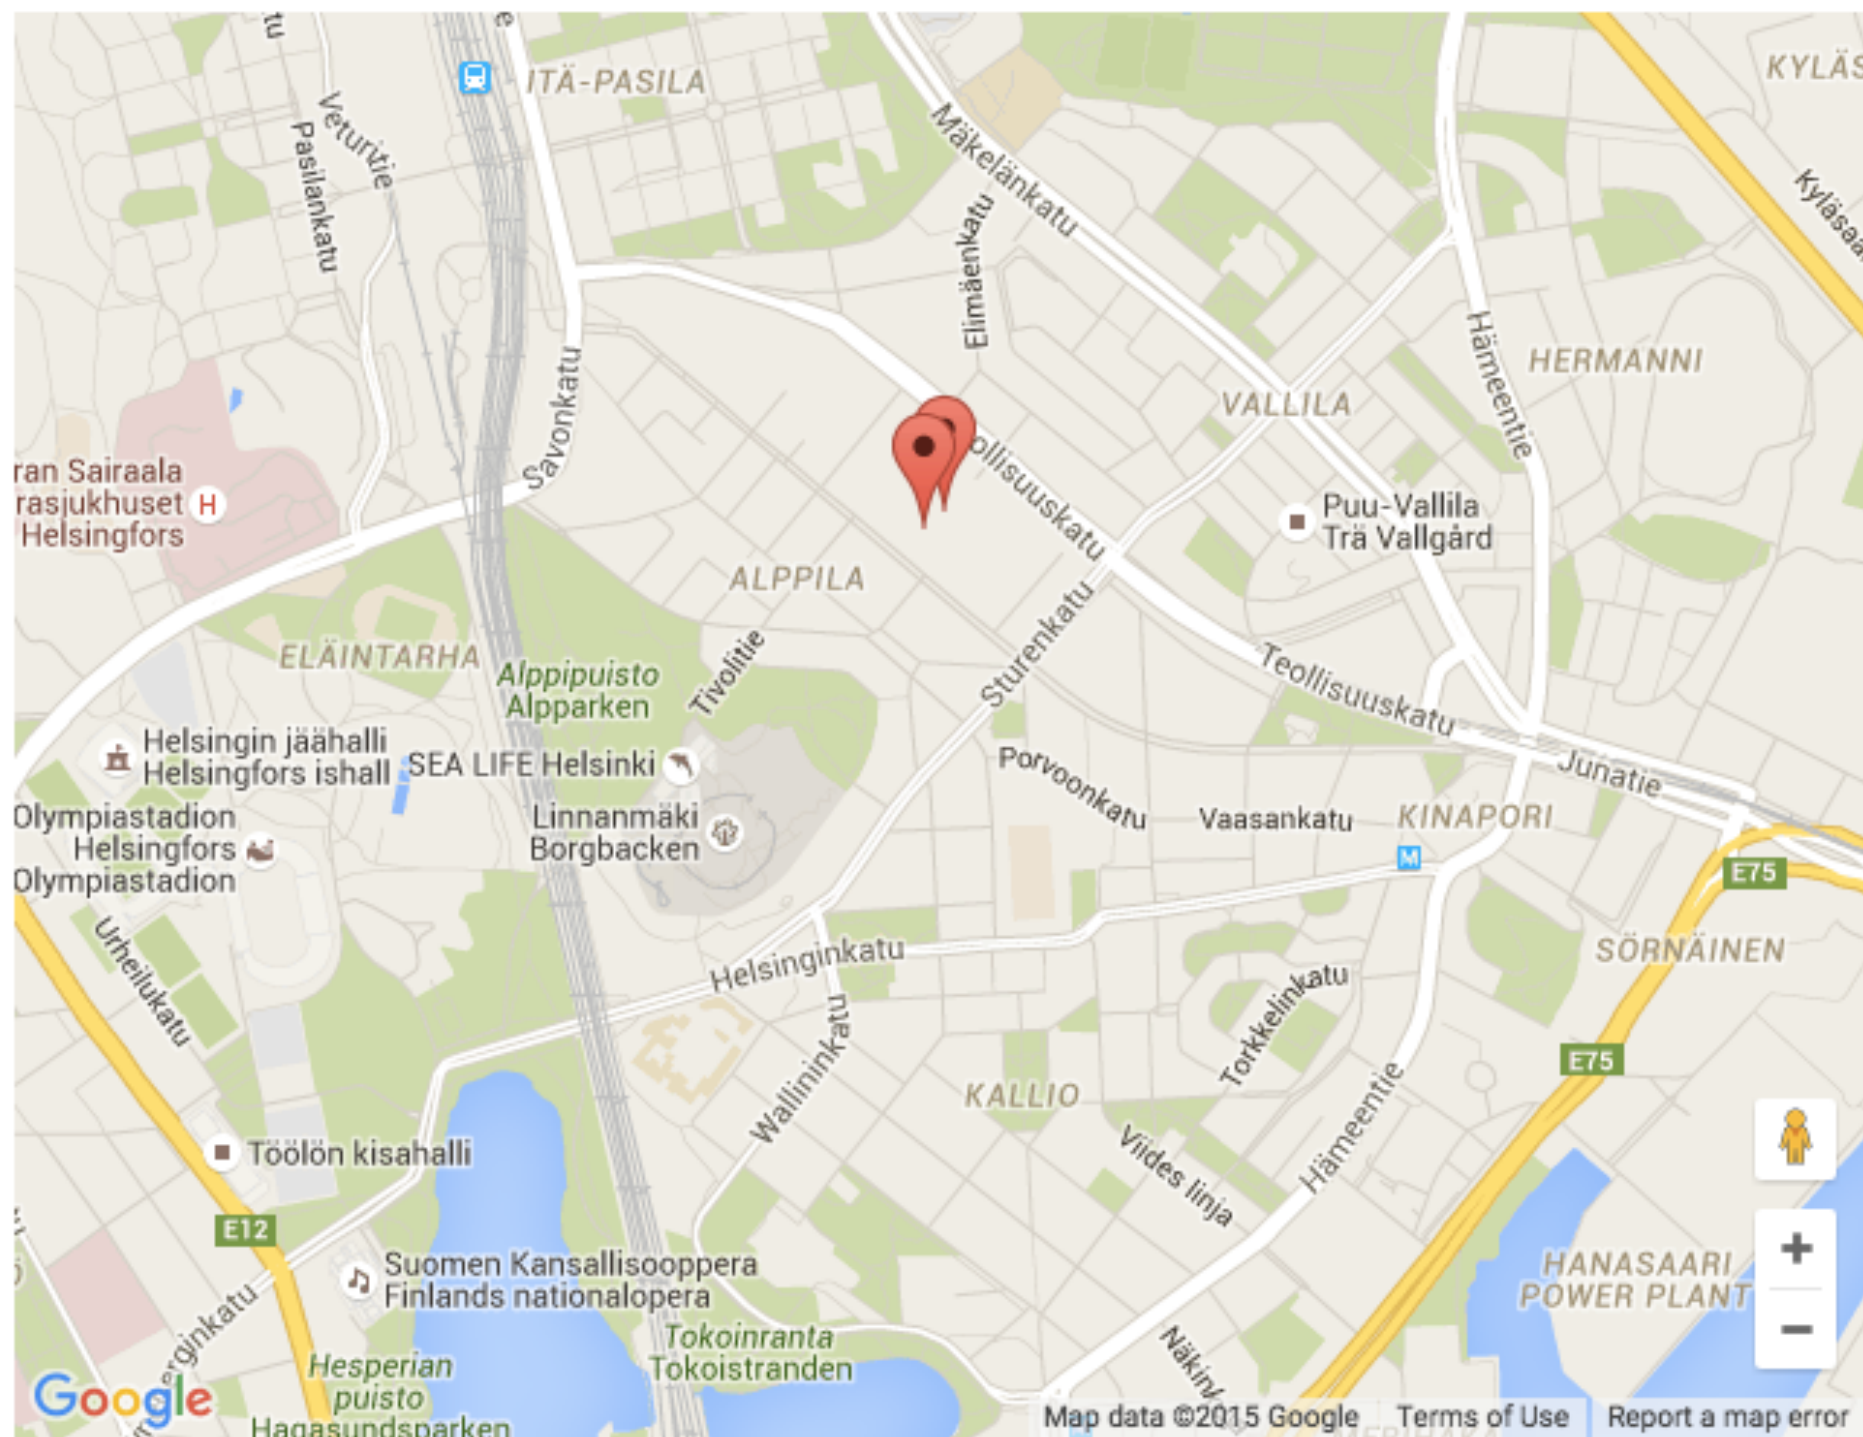 ITÄ-PASILA
KYLÄS
Veturitie
Pasilankatu
Mäkelänkatu
Elimäenkatu
Kyläsaa
Hämeentie
HERMANNI
VALLILA
Savonkatu
ollisuuskatu
ran Sairaala
rasjukhuset
Helsingfors
H
Puu-Vallila
Trä Vallgård
ALPPILA
Sturenkatu
ELÄINTARHA
Alppipuisto
Alpparken
Tivolitie
Teollisuuskatu
Helsingin jäähalli
Helsingfors ishall
SEA LIFE Helsinki
Porvoonkatu
Junatie
Linnanmäki
Borgbacken
Vaasankatu
KINAPORI
M
Olympiastadion
Helsingfors
Olympiastadion
E75
Urheilukatu
Helsinginkatu
SÖRNÄINEN
Torkkelinkatu
Wallininkatu
E75
KALLIO
Viides linja
Hämeentie
Töölön kisahalli
E12
Suomen Kansallisooppera
Finlands nationalopera
HANASAARI
POWER PLANT
+
−
erginkatu
Tokoinranta
Tokoistranden
Näkin
Hesperian
puisto
Hagasundsparken
Google
Map data ©2015 Google
Terms of Use
Report a map error